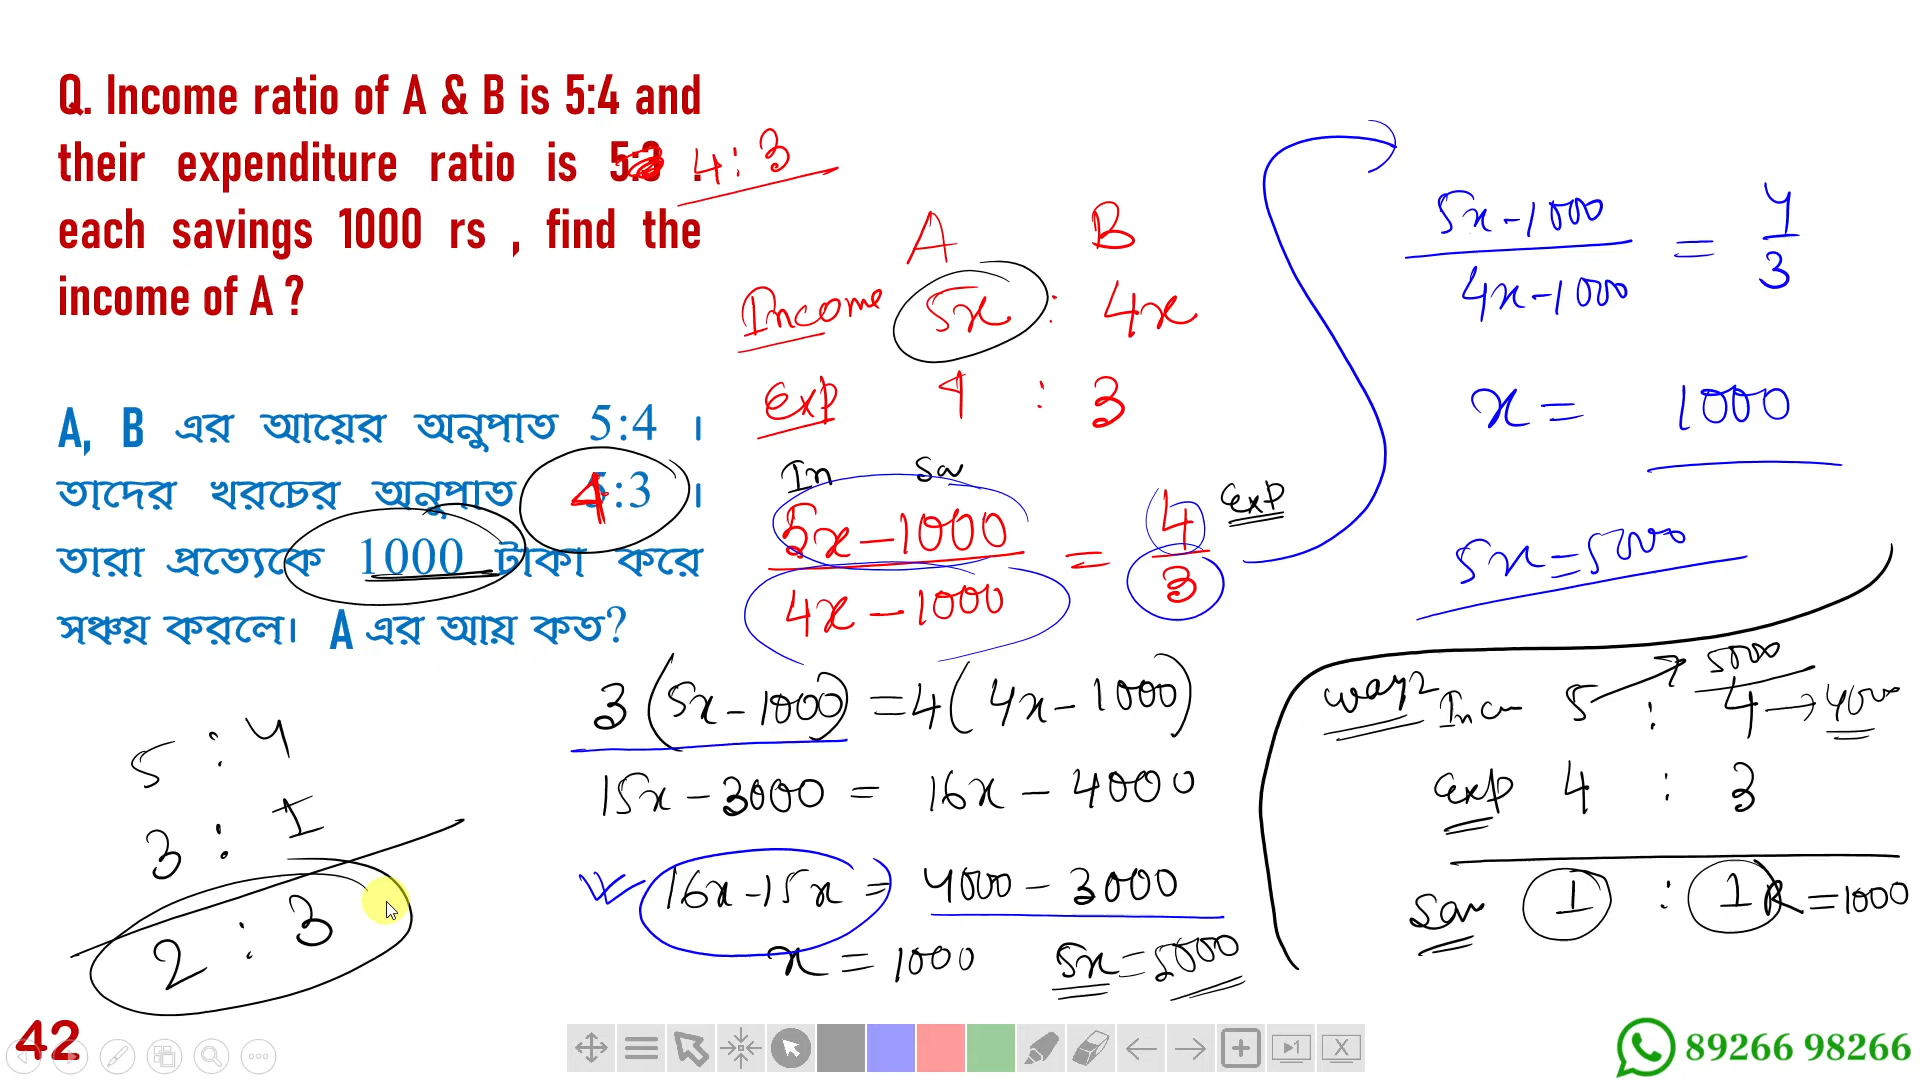 Q. Income ratio of A & B is 5:4 and
their expenditure ratio is 5:3 . 4:3
each savings 1000 rs , find the
income of A ?
A, B এর আয়ের অনুপাত 5:4 ।
তাদের খরচের অনুপাত 4:3 ।
তারা প্রত্যেকে 1000 টাকা করে
সঞ্চয় করলে। A এর আয় কত?
5 : 4
3 : 1
2 : 3
A B
Income 5x : 4x
Exp 4 : 3
In Sav
5x - 1000 / 4x - 1000 = 4/3 Exp
3(5x - 1000) = 4(4x - 1000)
15x - 3000 = 16x - 4000
16x - 15x = 4000 - 3000
x = 1000 5x = 5000
5x - 1000 / 4x - 1000 = 4/3
x = 1000
5x = 5000
5000
way 2 5 : 4 → 4000
Exp 4 : 3
Sav 1 : 1R = 1000
42
89266 98266